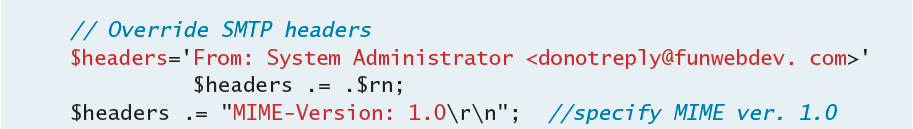 // Override SMTP headers
$headers='From: System Administrator <donotreply@funwebdev. com>'
$headers .= .$rn;
$headers .= "MIME-Version: 1.0\r\n"; //specify MIME ver. 1.0